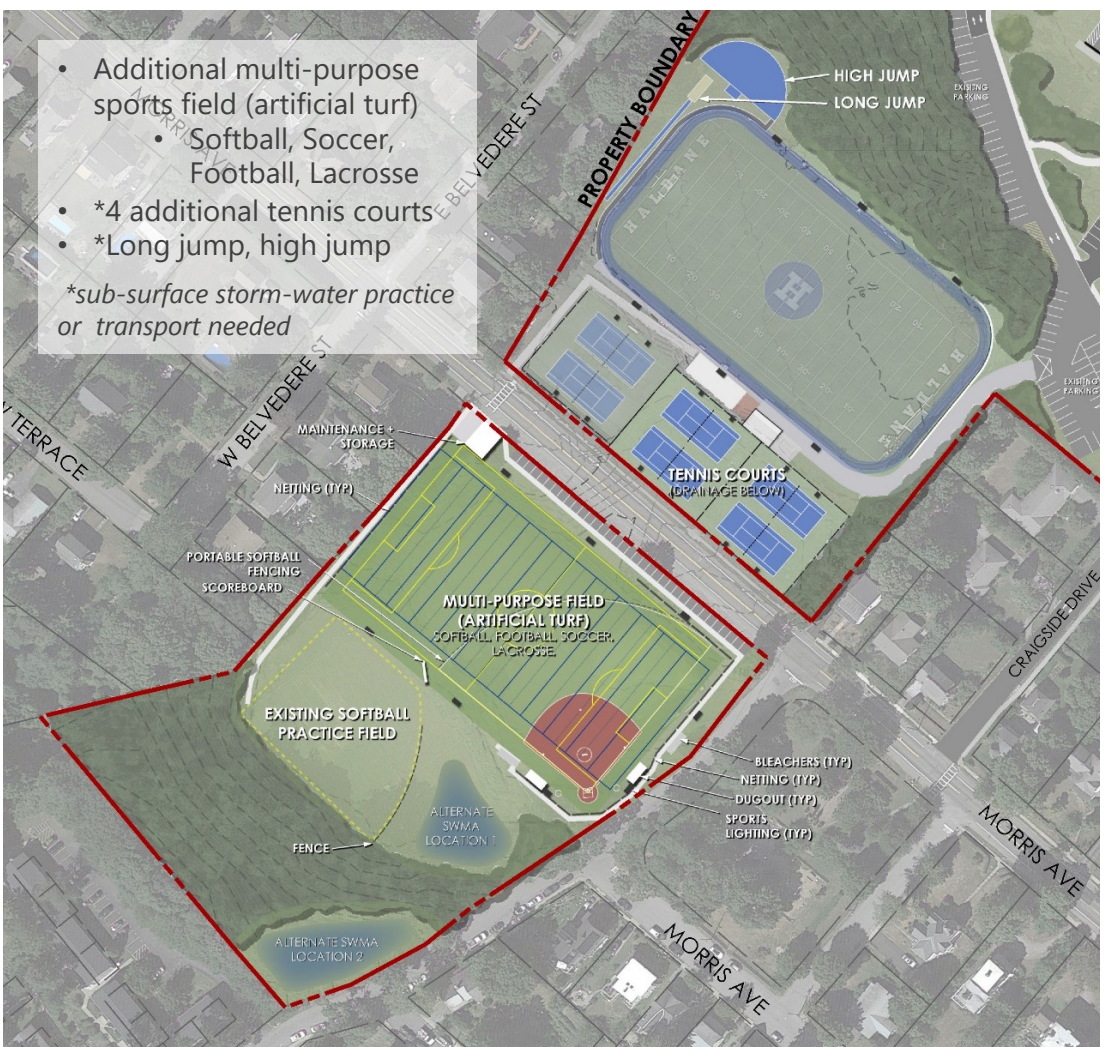 • Additional multi-purpose
sports field (artificial turf)
• Softball, Soccer,
Football, Lacrosse
• *4 additional tennis courts
• *Long jump, high jump
*sub-surface storm-water practice
or transport needed
MORRIS AVE
E BELVEDERE ST
W BELVEDERE ST
TERRACE
PROPERTY BOUNDARY
HIGH JUMP
LONG JUMP
EXISTING
PARKING
HALDANE
H
HALDANE
EXISTING
PARKING
MAINTENANCE +
STORAGE
NETTING (TYP)
PORTABLE SOFTBALL
FENCING
SCOREBOARD
TENNIS COURTS
(DRAINAGE BELOW)
MULTI-PURPOSE FIELD
(ARTIFICIAL TURF)
SOFTBALL, FOOTBALL, SOCCER,
LACROSSE.
EXISTING SOFTBALL
PRACTICE FIELD
CRAIGSIDE DRIVE
BLEACHERS (TYP)
NETTING (TYP)
DUGOUT (TYP)
SPORTS
LIGHTING (TYP)
ALTERNATE
SWMA
LOCATION 1
FENCE
MORRIS AVE
ALTERNATE SWMA
LOCATION 2
MORRIS AVE